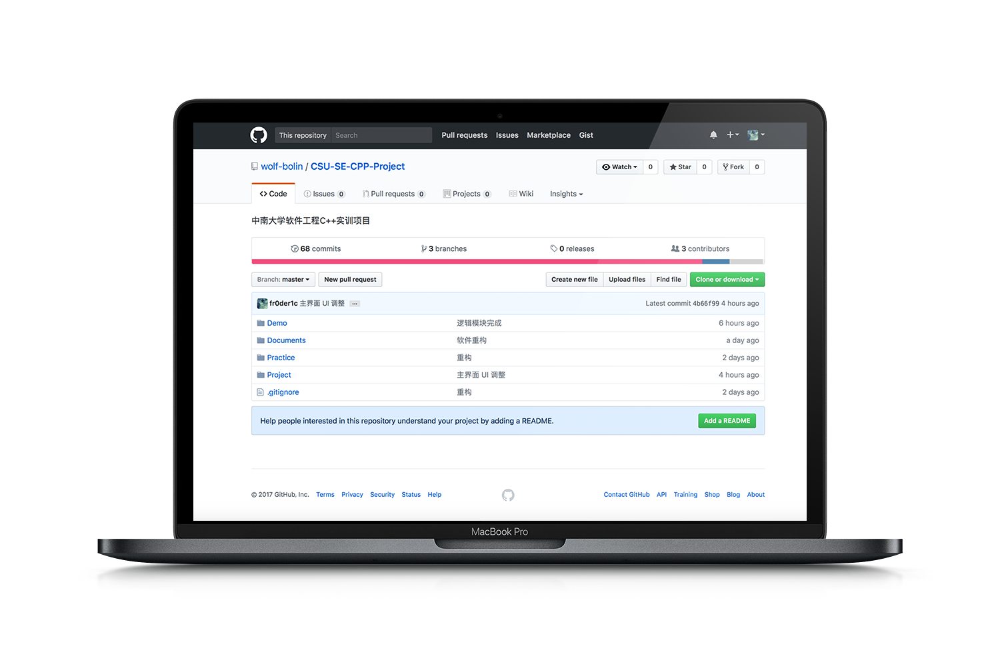 This repository Search Pull requests Issues Marketplace Gist
wolf-bolin / CSU-SE-CPP-Project Watch 0 Star 0 Fork 0
Code Issues 0 Pull requests 0 Projects 0 Wiki Insights
中南大学软件工程C++实训项目
68 commits 3 branches 0 releases 3 contributors
Branch: master New pull request Create new file Upload files Find file Clone or download
fr0der1c 主界面 UI 调整 ... Latest commit 4b66f99 4 hours ago
Demo 逻辑模块完成 6 hours ago
Documents 软件重构 a day ago
Practice 重构 2 days ago
Project 主界面 UI 调整 4 hours ago
.gitignore 重构 2 days ago
Help people interested in this repository understand your project by adding a README. Add a README
© 2017 GitHub, Inc. Terms Privacy Security Status Help Contact GitHub API Training Shop Blog About
MacBook Pro